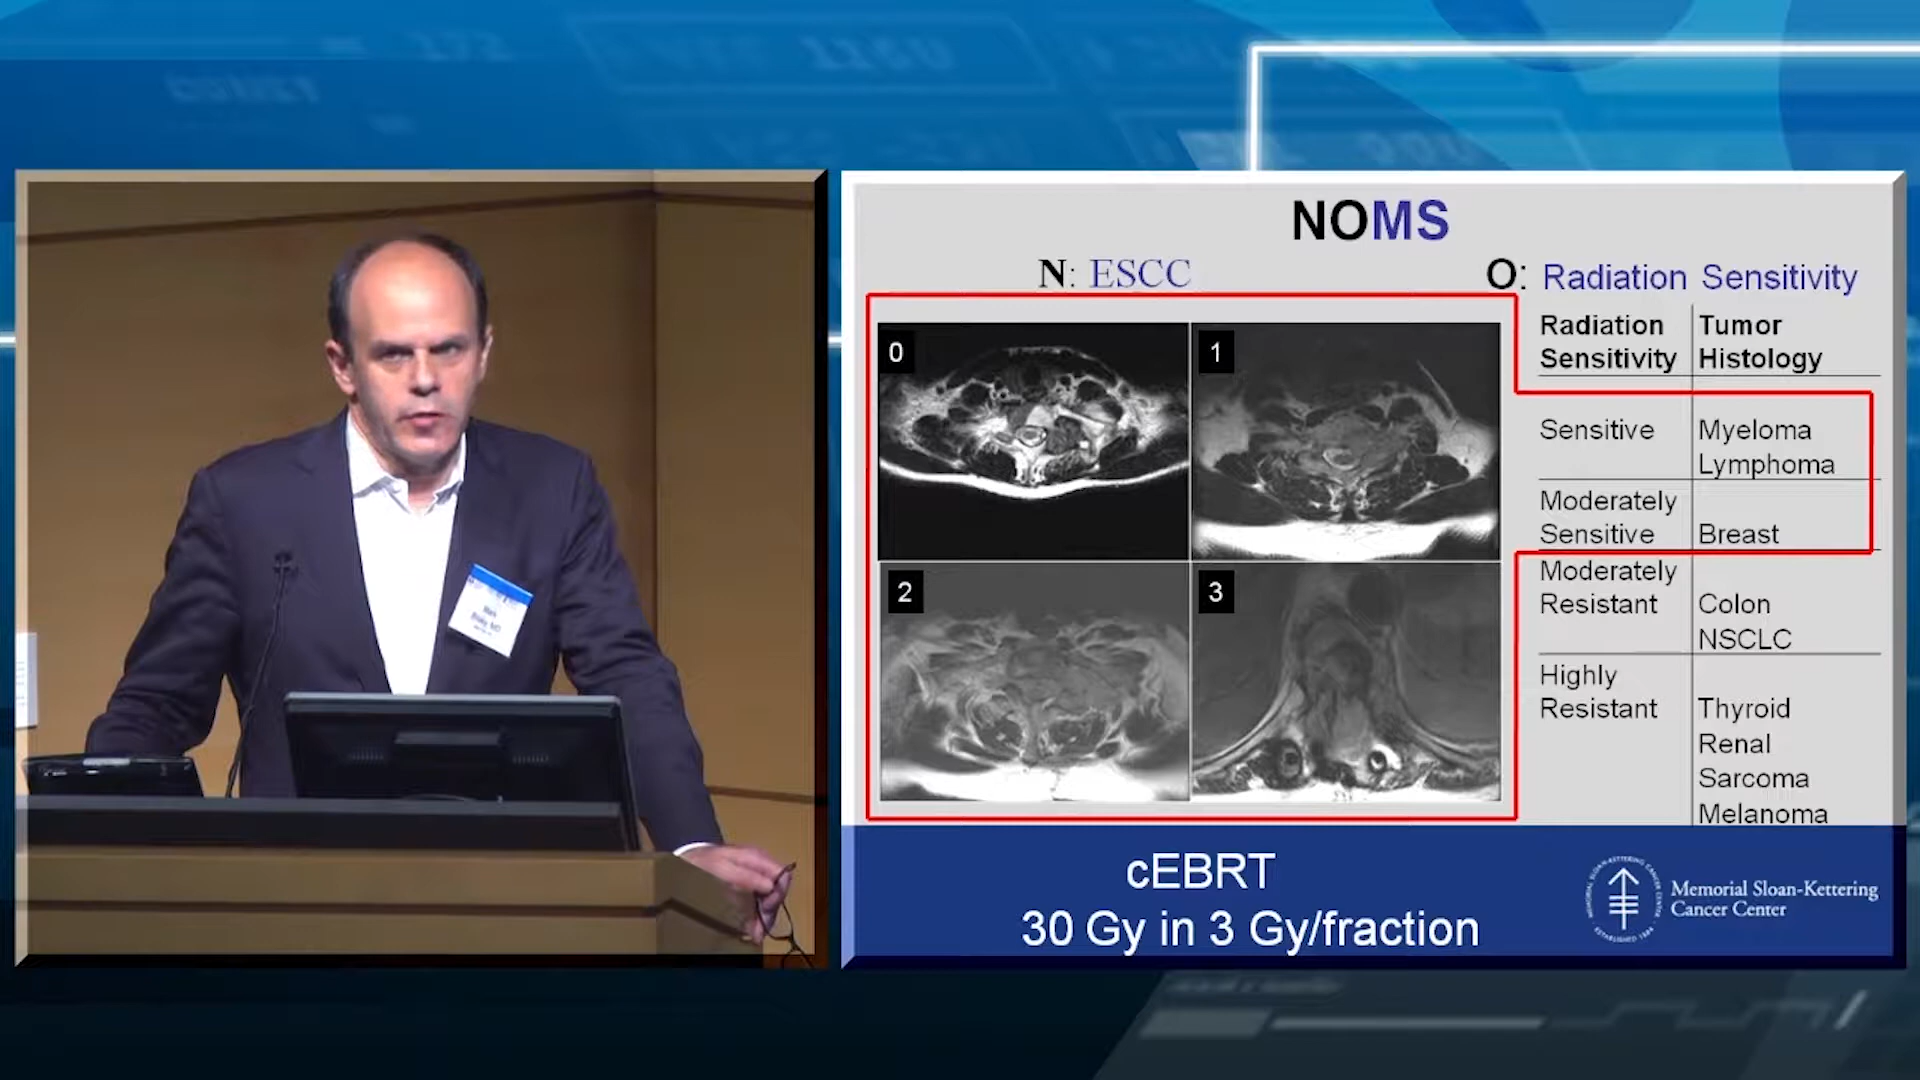 NOMS
N: ESCC
O: Radiation Sensitivity
0
1
2
3
Radiation Sensitivity
Tumor Histology
Sensitive
Myeloma
Lymphoma
Moderately Sensitive
Breast
Moderately Resistant
Colon
NSCLC
Highly Resistant
Thyroid
Renal
Sarcoma
Melanoma
cEBRT
30 Gy in 3 Gy/fraction
Memorial Sloan-Kettering
Cancer Center